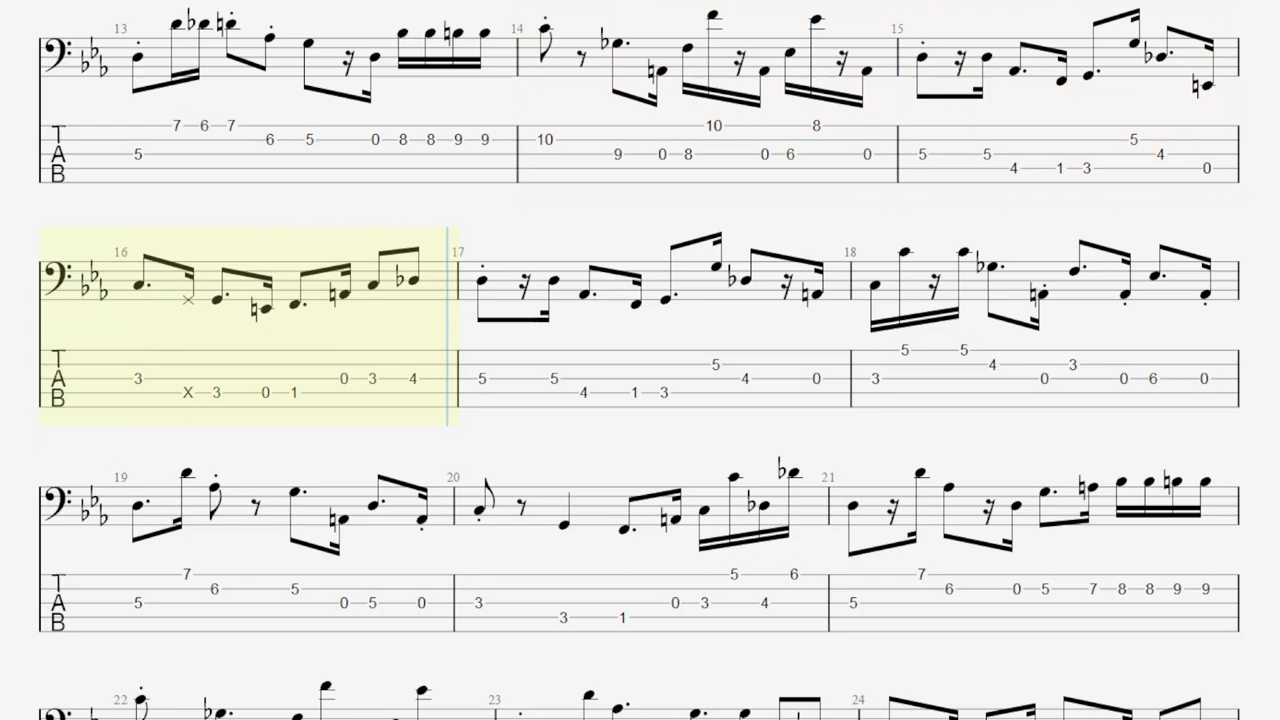 13 14 15
7 6 7 10 8
6 5 0 8 8 9 9 10 5
T A B 5 9 0 8 0 6 0 5 5 4
4 1 3 0
16 17 18
5 5
5 4
T A B 3 0 3 4 5 5 4 0 3 0 3 0 6 0
X 3 0 1 4 1 3
19 20 21
7 5 6 7
6 5 6 0 5 7 8 8 9 9
T A B 5 0 5 0 3 0 3 4 5
3 1
22 23 24